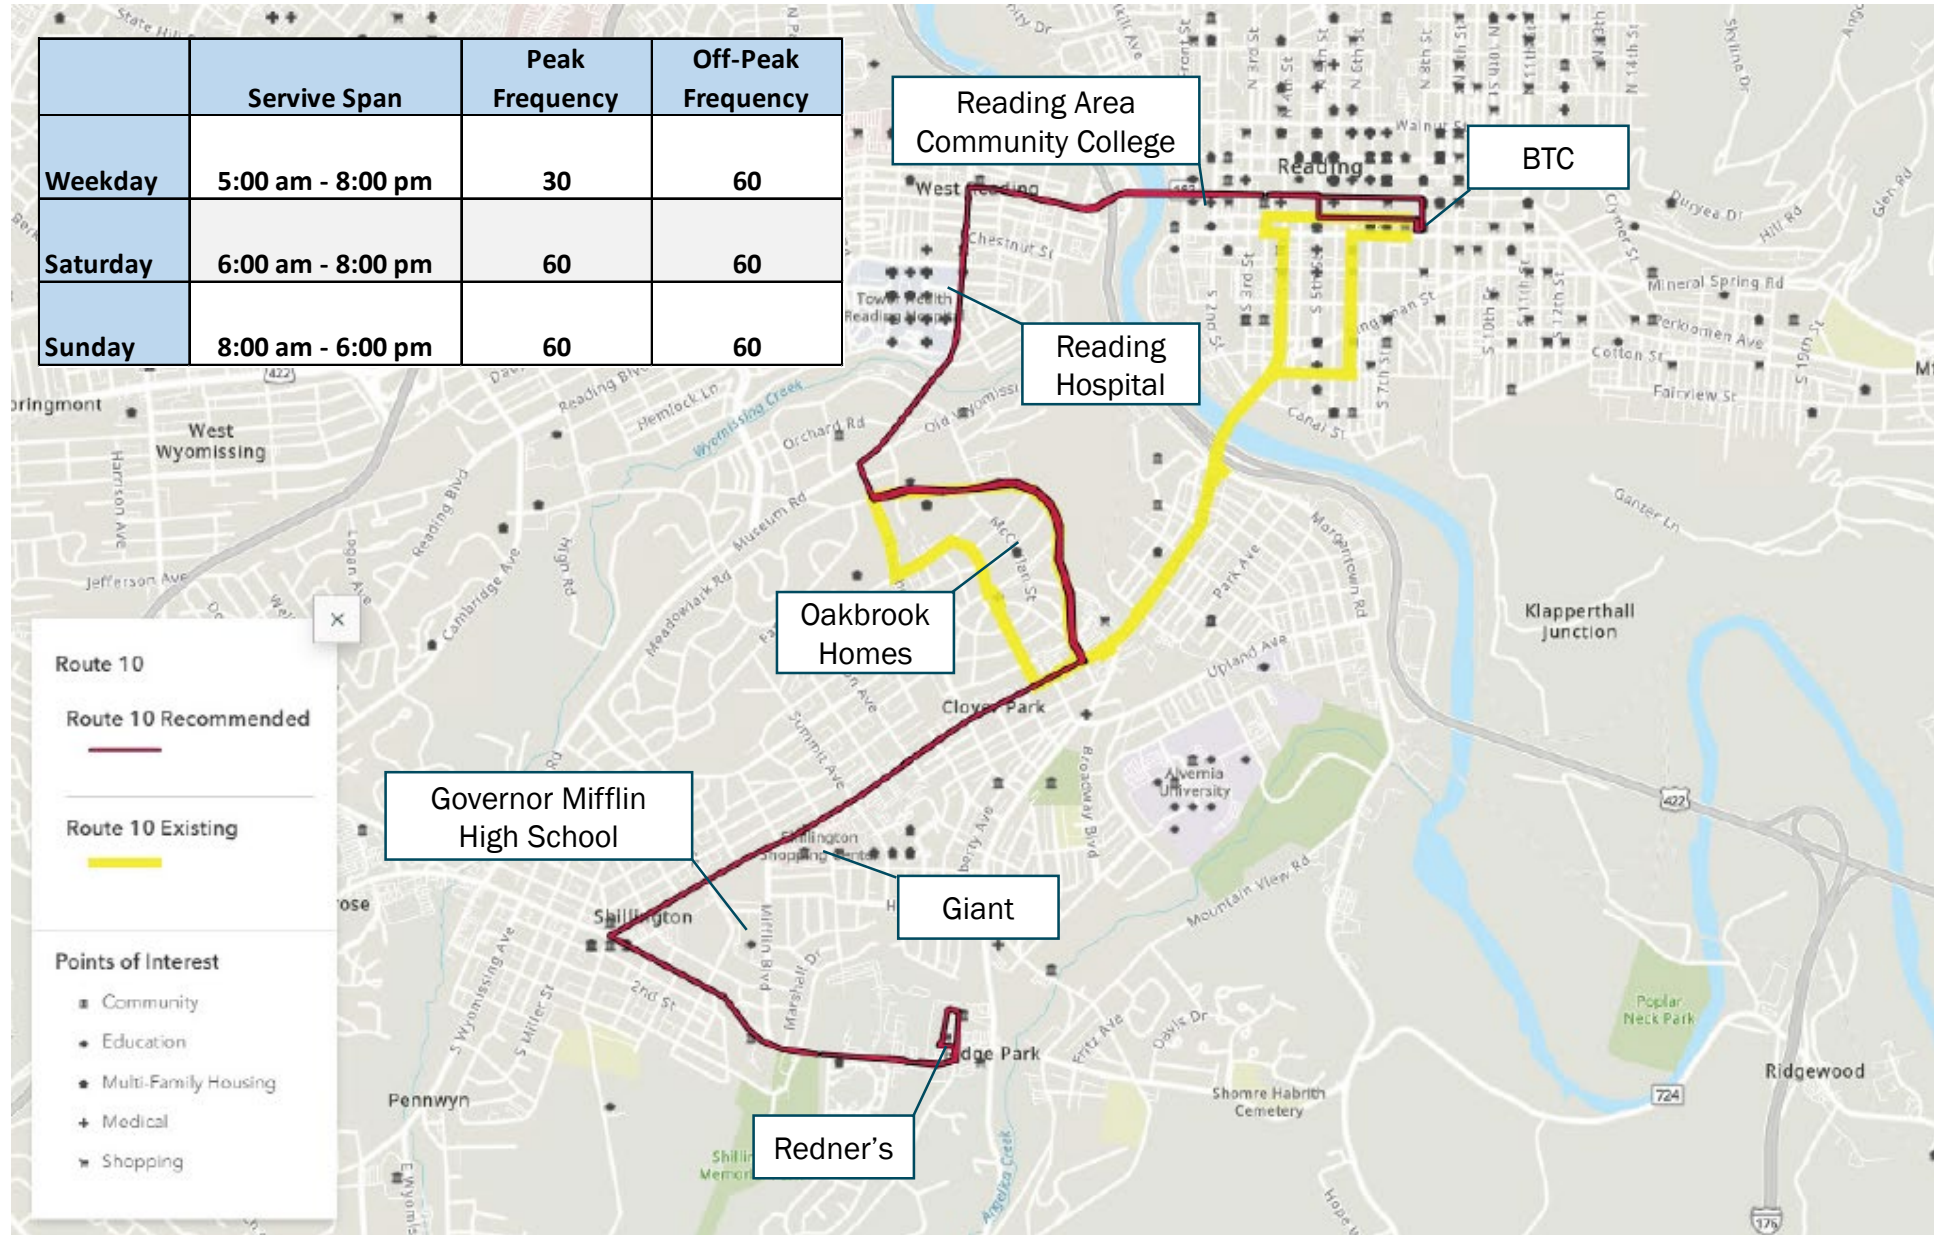 Servive Span
Peak
Frequency
Off-Peak
Frequency
Weekday
5:00 am - 8:00 pm
30
60
Saturday
6:00 am - 8:00 pm
60
60
Sunday
8:00 am - 6:00 pm
60
60
Reading Area
Community College
BTC
Reading
Hospital
Oakbrook
Homes
Governor Mifflin
High School
Giant
Redner's
Route 10
Route 10 Recommended
Route 10 Existing
Points of Interest
Community
Education
Multi-Family Housing
Medical
Shopping
Reading
West Reading
West
Wyomissing
Clover Park
Shillington
Pennwyn
Klapperthall
Junction
Ridgewood
Poplar
Neck Park
Shomre Habrith
Cemetery
Alvernia
University
Shillington
Chestnut St
Wyomissing Creek
Reading Blvd
Hemlock Ln
Orchard Rd
Museum Rd
Meadowlark Rd
Reading Blvd
Cambridge Ave
High Rd
Logan Ave
Harrison Ave
Jefferson Ave
Summit Ave
Upland Ave
Park Ave
Morgantown Rd
Broadway Blvd
Mountain View Rd
Mifflin Blvd
Marshall Dr
2nd St
S Miller St
S Wyomissing Ave
Fritz Ave
Davis Dr
Angelica Creek
Ganter Ln
Canal St
S 7th St
S 3rd St
N 3rd St
N 6th St
N 8th St
N 11th St
N 14th St
S 10th St
S 12th St
S 19th St
Cotton St
Fairview St
Perkiomen Ave
Mineral Spring Rd
Clymer St
Duryea Dr
Hill Rd
Glen Rd
Skyline Dr
Walnut St
422
422
724
176